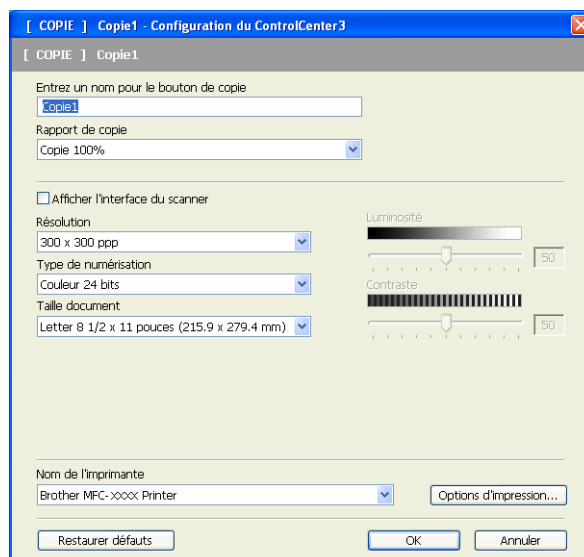 [ COPIE ] Copie1 - Configuration du ControlCenter3
[ COPIE ] Copie1
Entrez un nom pour le bouton de copie
Copie1
Rapport de copie
Copie 100%
Afficher l'interface du scanner
Résolution
300 x 300 ppp
Type de numérisation
Couleur 24 bits
Taille document
Letter 8 1/2 x 11 pouces (215.9 x 279.4 mm)
Luminosité
50
Contraste
50
Nom de l'imprimante
Brother MFC-XXXX Printer
Options d'impression...
Restaurer défauts
OK
Annuler